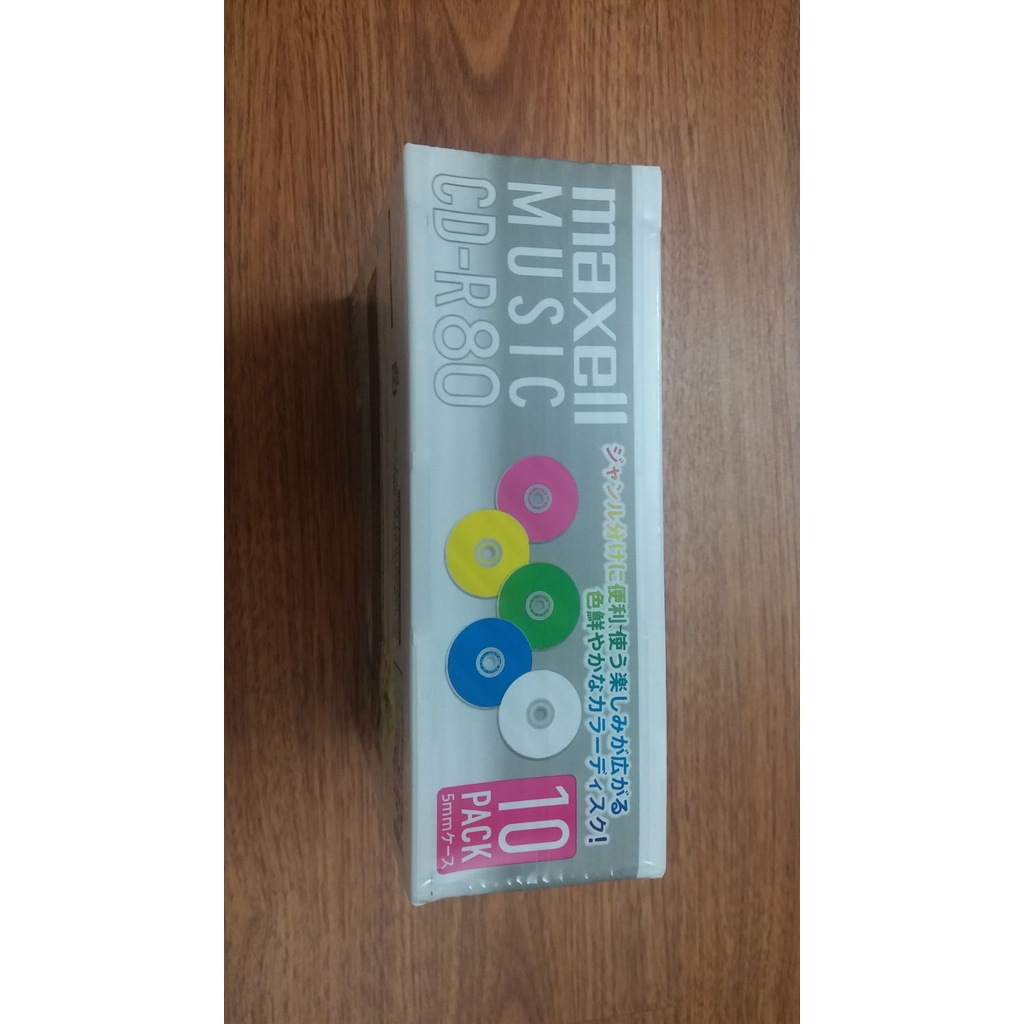 maxell
MUSIC
CD-R80
ジャンル分けに便利、使う楽しみが広がる
色鮮やかなカラーディスク!
10
PACK
5mmケース